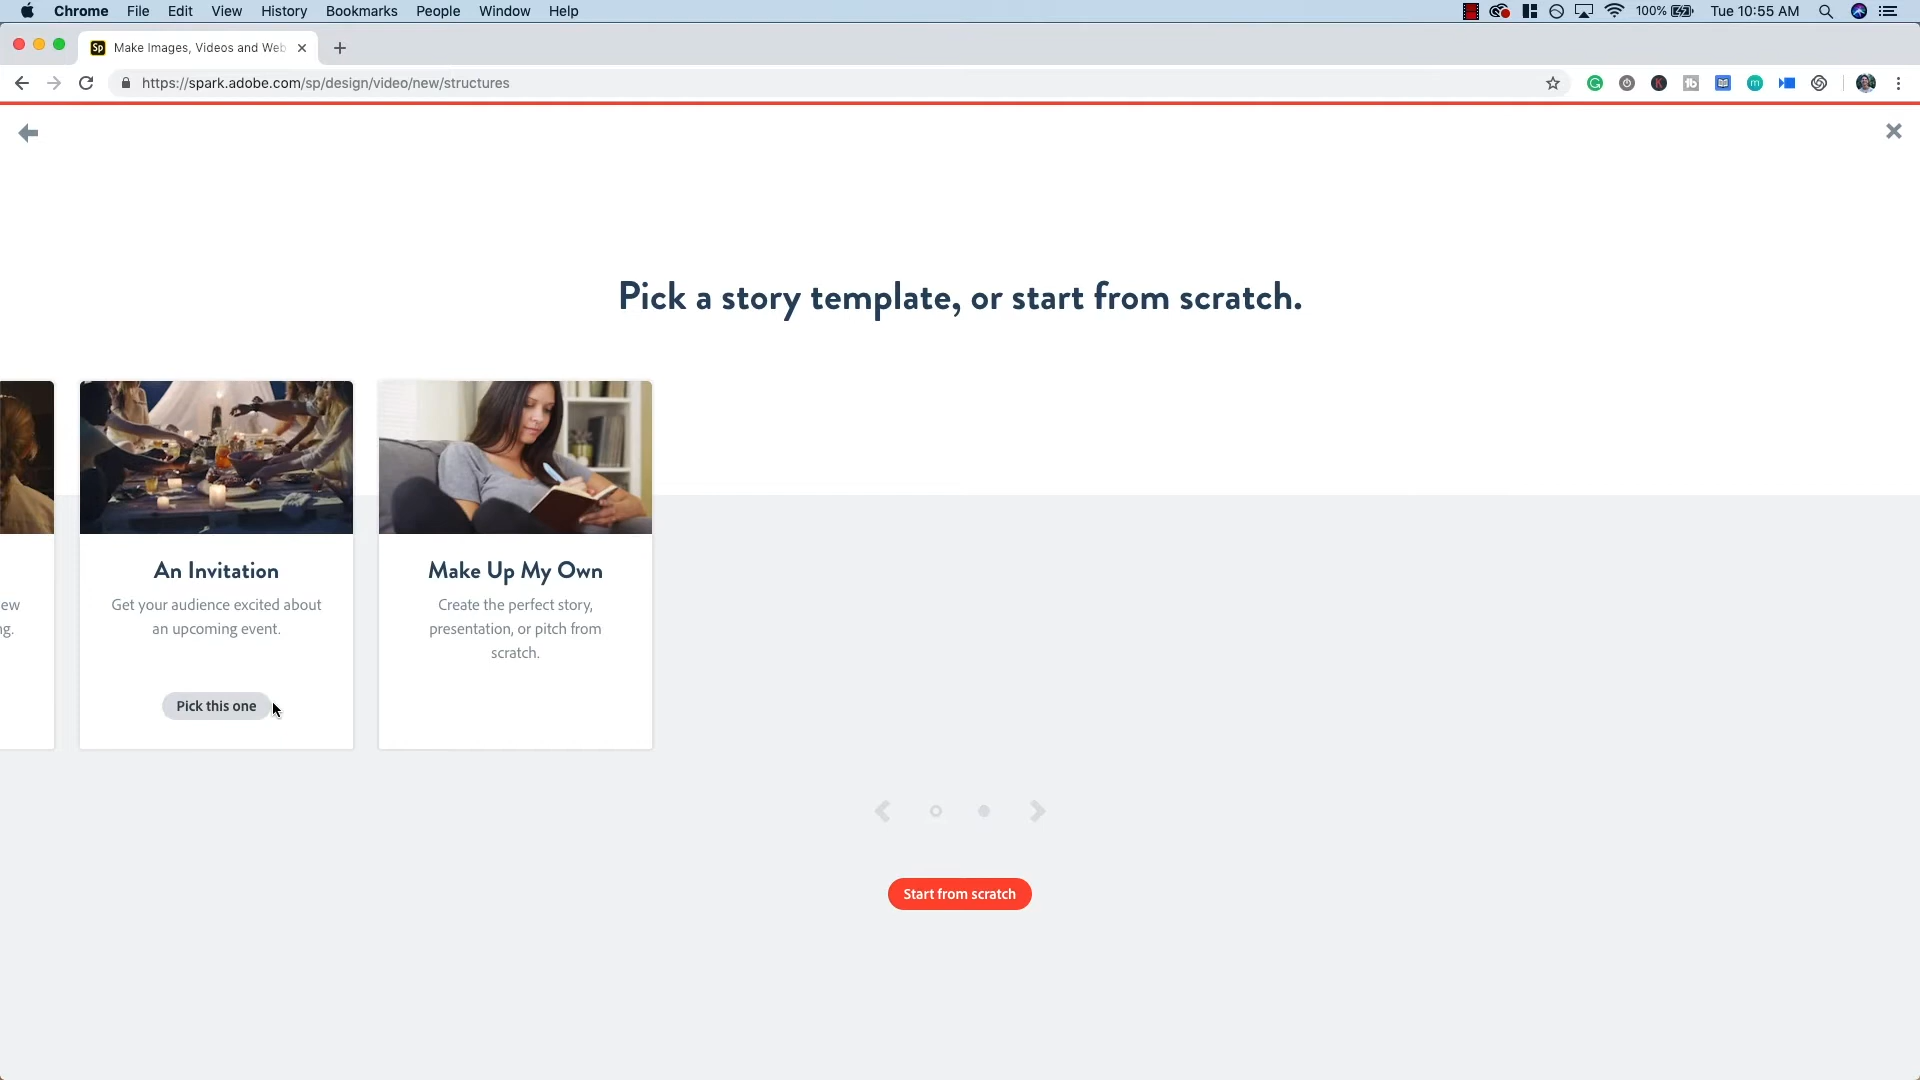 Chrome File Edit View History Bookmarks People Window Help 100% Tue 10:55 AM
Make Images, Videos and Web
https://spark.adobe.com/sp/design/video/new/structures
Pick a story template, or start from scratch.
An Invitation
Get your audience excited about
an upcoming event.
Pick this one
Make Up My Own
Create the perfect story,
presentation, or pitch from
scratch.
Start from scratch